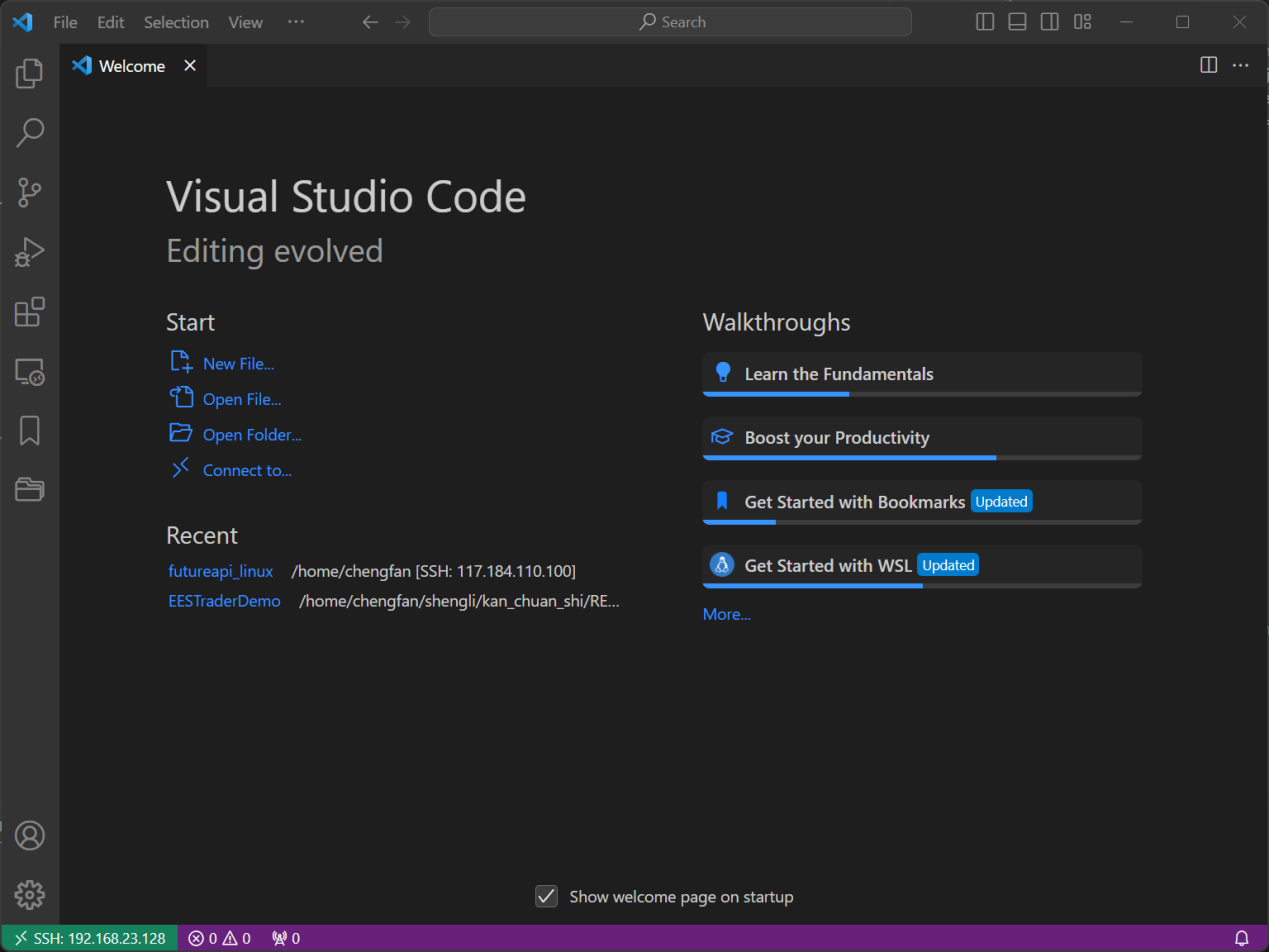 File Edit Selection View ··· Search
Welcome
Visual Studio Code
Editing evolved
Start
New File...
Open File...
Open Folder...
Connect to...
Recent
futureapi_linux /home/chengfan [SSH: 117.184.110.100]
EESTraderDemo /home/chengfan/shengli/kan_chuan_shi/RE...
Walkthroughs
Learn the Fundamentals
Boost your Productivity
Get Started with Bookmarks Updated
Get Started with WSL Updated
More...
Show welcome page on startup
SSH: 192.168.23.128 0 0 0